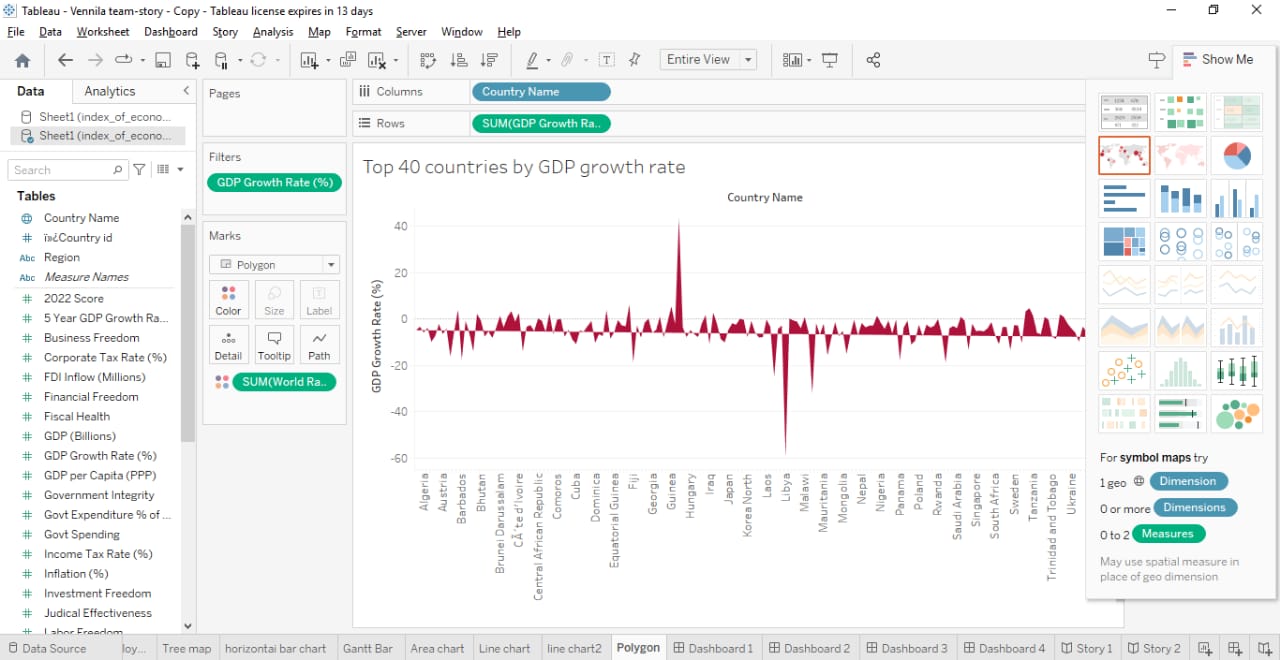 Tableau - Vennila team-story - Copy - Tableau license expires in 13 days
File Data Worksheet Dashboard Story Analysis Map Format Server Window Help
Entire View
Show Me
Data Analytics
Sheet1 (index_of_econo...
Sheet1 (index_of_econo...
Search
Tables
Country Name
ï»¿Country id
Region
Measure Names
2022 Score
5 Year GDP Growth Ra...
Business Freedom
Corporate Tax Rate (%)
FDI Inflow (Millions)
Financial Freedom
Fiscal Health
GDP (Billions)
GDP Growth Rate (%)
GDP per Capita (PPP)
Government Integrity
Govt Expenditure % of ...
Govt Spending
Income Tax Rate (%)
Inflation (%)
Investment Freedom
Judical Effectiveness
Labor Freedom
Pages
Filters
GDP Growth Rate (%)
Marks
Polygon
Color Size Label
Detail Tooltip Path
SUM(World Ra..
Columns Country Name
Rows SUM(GDP Growth Ra..
Top 40 countries by GDP growth rate
Country Name
GDP Growth Rate (%)
40
20
0
-20
-40
-60
Algeria
Austria
Barbados
Bhutan
Brunei Darusalam
CÃ´te d'Ivoire
Central African Republic
Comoros
Cuba
Dominica
Equatorial Guinea
Fiji
Georgia
Guinea
Hungary
Iraq
Japan
Korea North
Laos
Libya
Malawi
Mauritania
Mongolia
Nepal
Nigeria
Panama
Poland
Rwanda
Saudi Arabia
Singapore
South Africa
Sweden
Tanzania
Trinidad and Tobago
Ukraine
For symbol maps try
1 geo Dimension
0 or more Dimensions
0 to 2 Measures
May use spatial measure in
place of geo dimension
Data Source loy... Tree map horizontai bar chart Gantt Bar Area chart Line chart line chart2 Polygon Dashboard 1 Dashboard 2 Dashboard 3 Dashboard 4 Story 1 Story 2